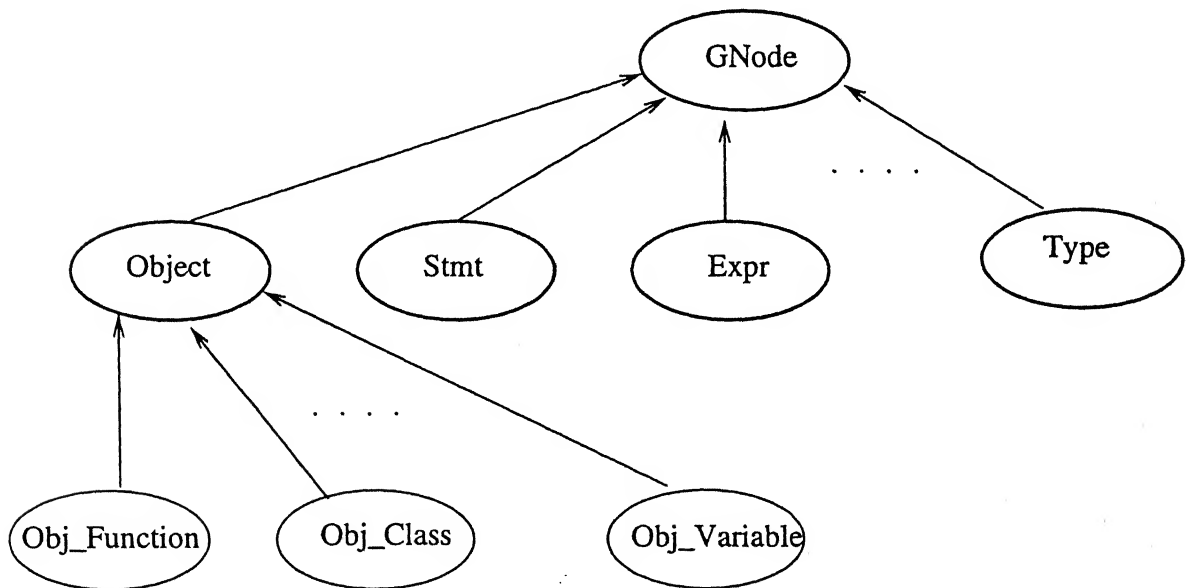 GNode
. . . .
Object
Stmt
Expr
Type
. . . .
Obj_Function
Obj_Class
Obj_Variable